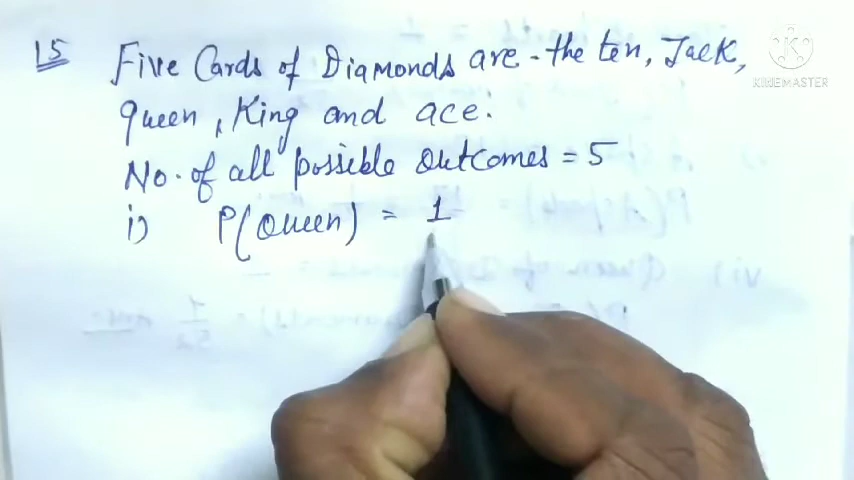 15 Five Cards of Diamonds are - the ten, Jack,
Queen, King and ace.
No. of all possible outcomes = 5
i) P(Queen) = 1
KINEMASTER